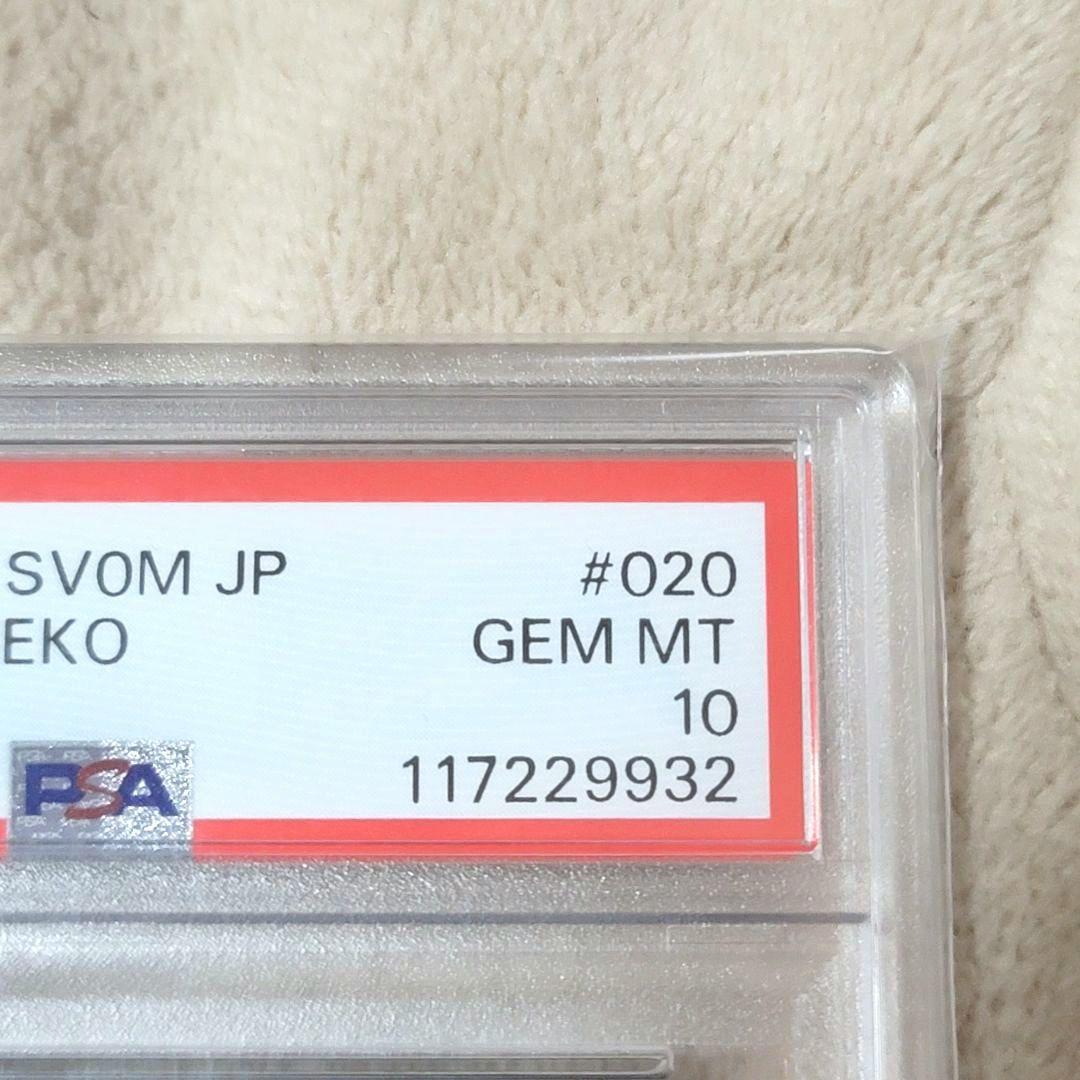 SV0M JP #020
EKO GEM MT
10
PSA 117229932